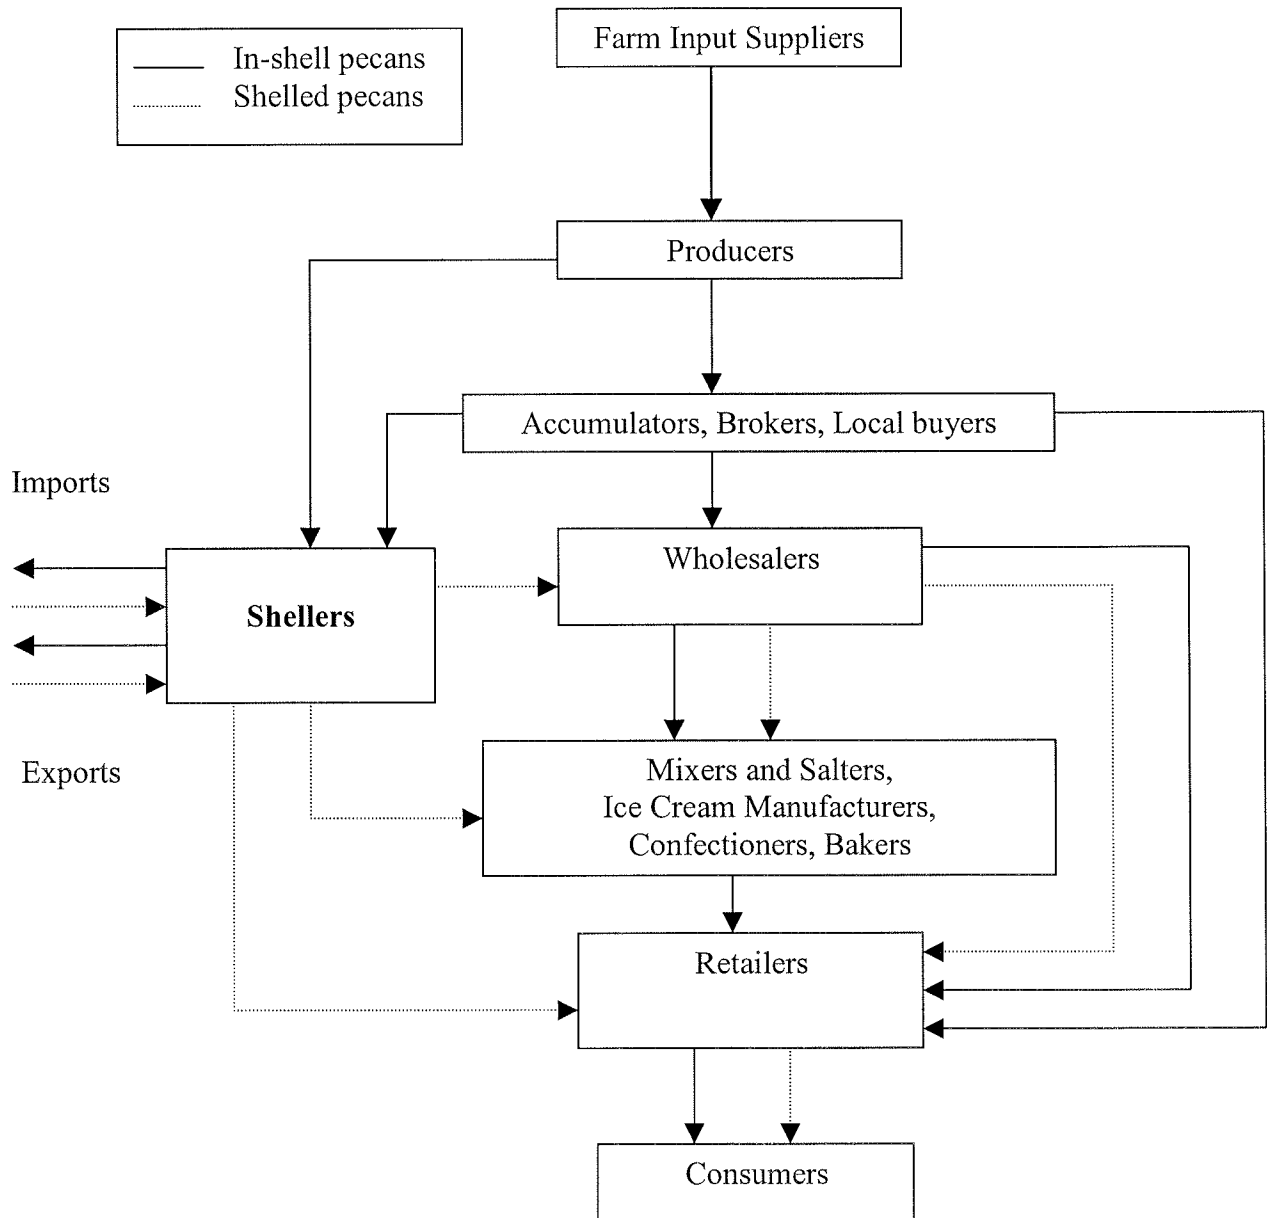 In-shell pecans
Shelled pecans
Farm Input Suppliers
Producers
Accumulators, Brokers, Local buyers
Imports
Wholesalers
Shellers
Exports
Mixers and Salters,
Ice Cream Manufacturers,
Confectioners, Bakers
Retailers
Consumers